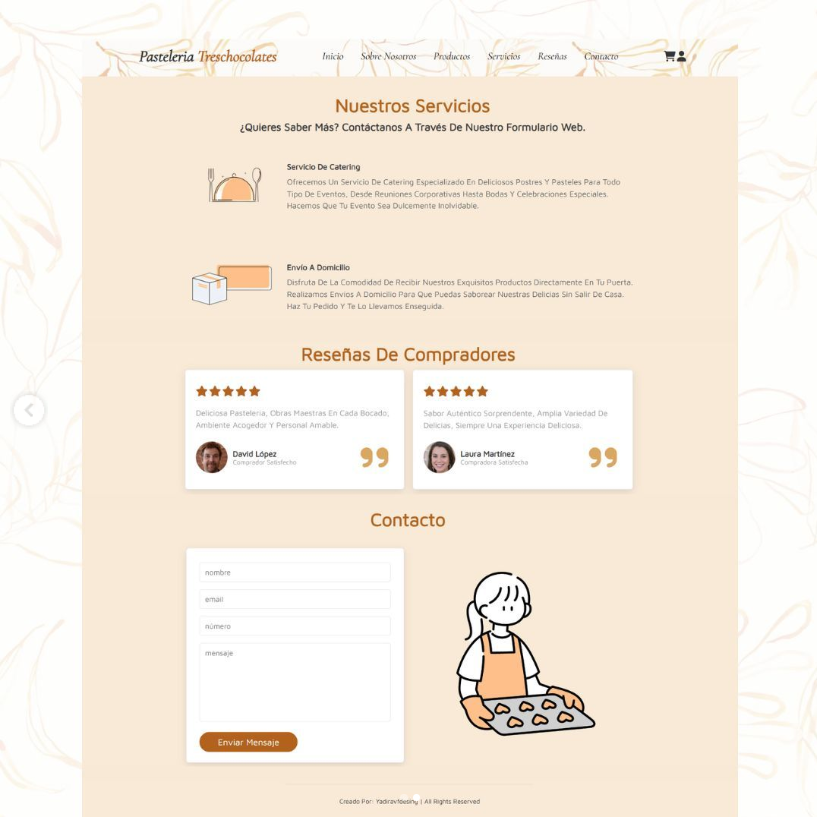 Pasteleria Treschocolates
Inicio
Sobre Nosotros
Productos
Servicios
Reseñas
Contacto
Nuestros Servicios
¿Quieres Saber Más? Contáctanos A Través De Nuestro Formulario Web.
Servicio De Catering
Ofrecemos Un Servicio De Catering Especializado En Deliciosos Postres Y Pasteles Para Todo
Tipo De Eventos, Desde Reuniones Corporativas Hasta Bodas Y Celebraciones Especiales.
Hacemos Que Tu Evento Sea Dulcemente Inolvidable.
Envío A Domicilio
Disfruta De La Comodidad De Recibir Nuestros Exquisitos Productos Directamente En Tu Puerta.
Realizamos Envíos A Domicilio Para Que Puedas Saborear Nuestras Delicias Sin Salir De Casa.
Haz Tu Pedido Y Te Lo Llevamos Enseguida.
Reseñas De Compradores
Deliciosa Pastelería, Obras Maestras En Cada Bocado,
Ambiente Acogedor Y Personal Amable.
David López
Comprador Satisfecho
Sabor Auténtico Sorprendente, Amplia Variedad De
Delicias, Siempre Una Experiencia Deliciosa.
Laura Martínez
Compradora Satisfecha
Contacto
nombre
email
número
mensaje
Enviar Mensaje
Creado Por: | All Rights Reserved